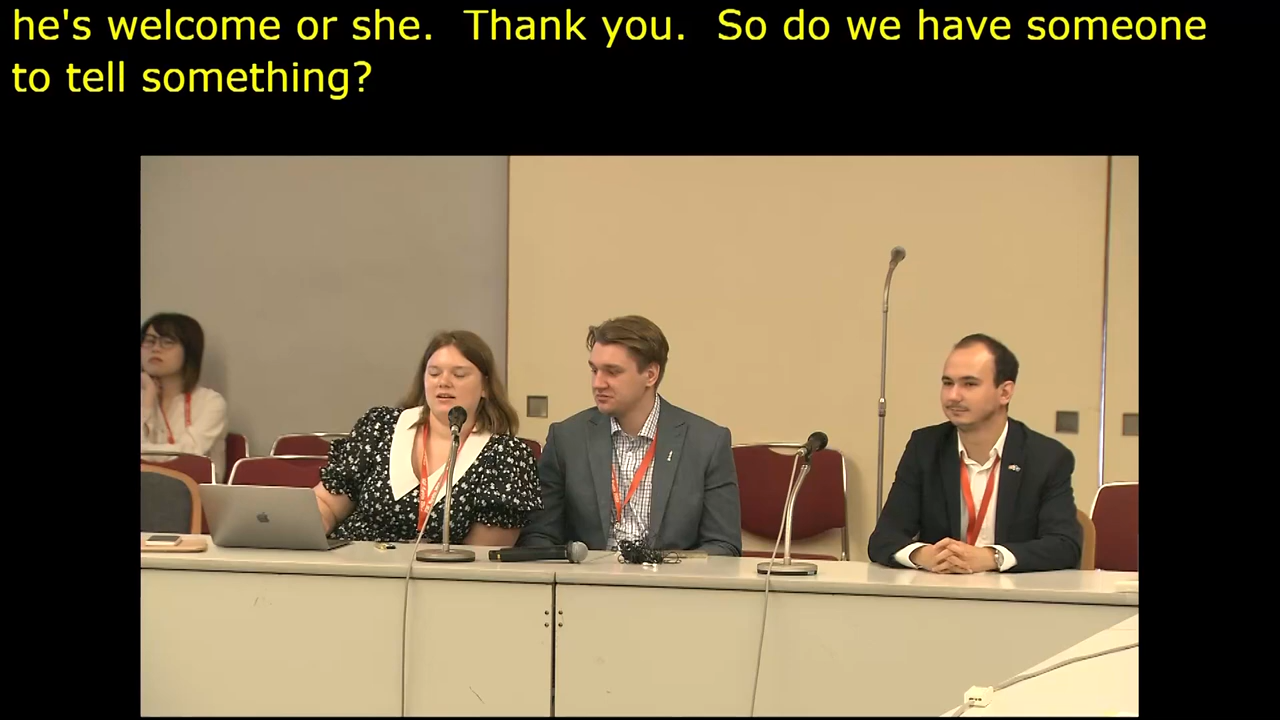 he's welcome or she.  Thank you.  So do we have someone
to tell something?